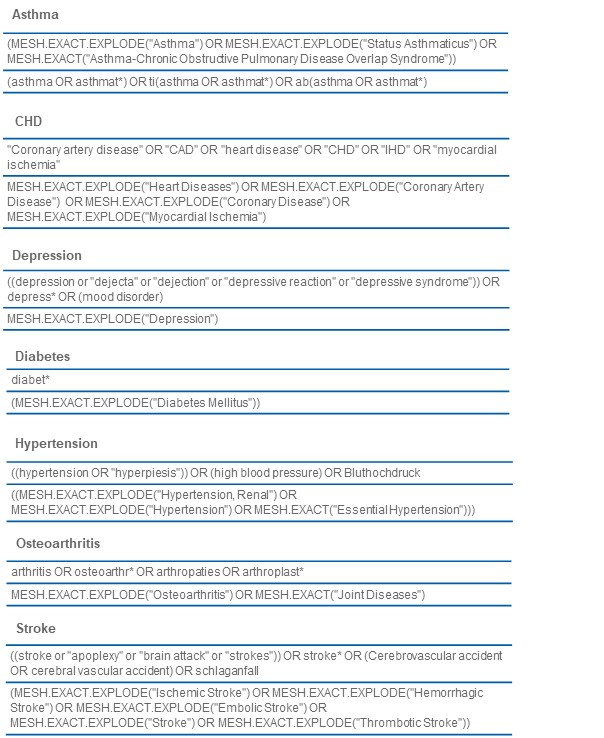 Asthma
(MESH.EXACT.EXPLODE("Asthma") OR MESH.EXACT.EXPLODE("Status Asthmaticus") OR
MESH.EXACT("Asthma-Chronic Obstructive Pulmonary Disease Overlap Syndrome"))
(asthma OR asthmat*) OR ti(asthma OR asthmat*) OR ab(asthma OR asthmat*)
CHD
"Coronary artery disease" OR "CAD" OR "heart disease" OR "CHD" OR "IHD" OR "myocardial
ischemia"
MESH.EXACT.EXPLODE("Heart Diseases") OR MESH.EXACT.EXPLODE("Coronary Artery
Disease") OR MESH.EXACT.EXPLODE("Coronary Disease") OR
MESH.EXACT.EXPLODE("Myocardial Ischemia")
Depression
((depression or "dejecta" or "dejection" or "depressive reaction" or "depressive syndrome")) OR
depress* OR (mood disorder)
MESH.EXACT.EXPLODE("Depression")
Diabetes
diabet*
(MESH.EXACT.EXPLODE("Diabetes Mellitus"))
Hypertension
((hypertension OR "hyperpiesis")) OR (high blood pressure) OR Bluthochdruck
((MESH.EXACT.EXPLODE("Hypertension, Renal") OR
MESH.EXACT.EXPLODE("Hypertension") OR MESH.EXACT("Essential Hypertension")))
Osteoarthritis
arthritis OR osteoarthr* OR arthropaties OR arthroplast*
MESH.EXACT.EXPLODE("Osteoarthritis") OR MESH.EXACT("Joint Diseases")
Stroke
((stroke or "apoplexy" or "brain attack" or "strokes")) OR stroke* OR (Cerebrovascular accident
OR cerebral vascular accident) OR schlaganfall
(MESH.EXACT.EXPLODE("Ischemic Stroke") OR MESH.EXACT.EXPLODE("Hemorrhagic
Stroke") OR MESH.EXACT.EXPLODE("Embolic Stroke") OR
MESH.EXACT.EXPLODE("Stroke") OR MESH.EXACT.EXPLODE("Thrombotic Stroke"))